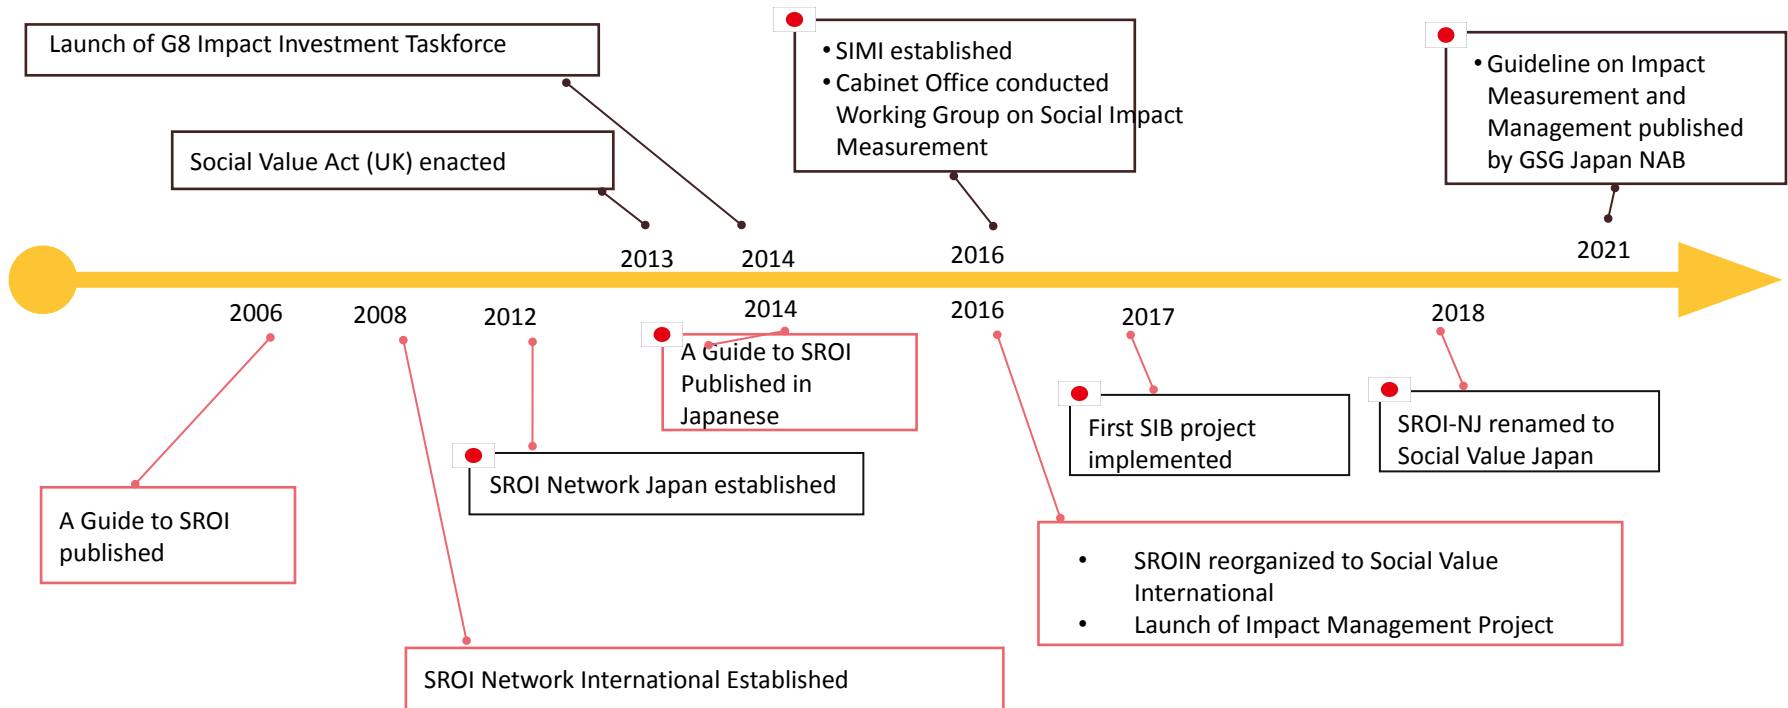 Launch of G8 Impact Investment Taskforce
Social Value Act (UK) enacted
• SIMI established
• Cabinet Office conducted
Working Group on Social Impact
Measurement
• Guideline on Impact
Measurement and
Management published
by GSG Japan NAB
2013
2014
2016
2021
2006
2008
2012
2014
2016
2017
2018
A Guide to SROI
Published in
Japanese
First SIB project
implemented
SROI-NJ renamed to
Social Value Japan
SROI Network Japan established
A Guide to SROI
published
• SROIN reorganized to Social Value
International
• Launch of Impact Management Project
SROI Network International Established